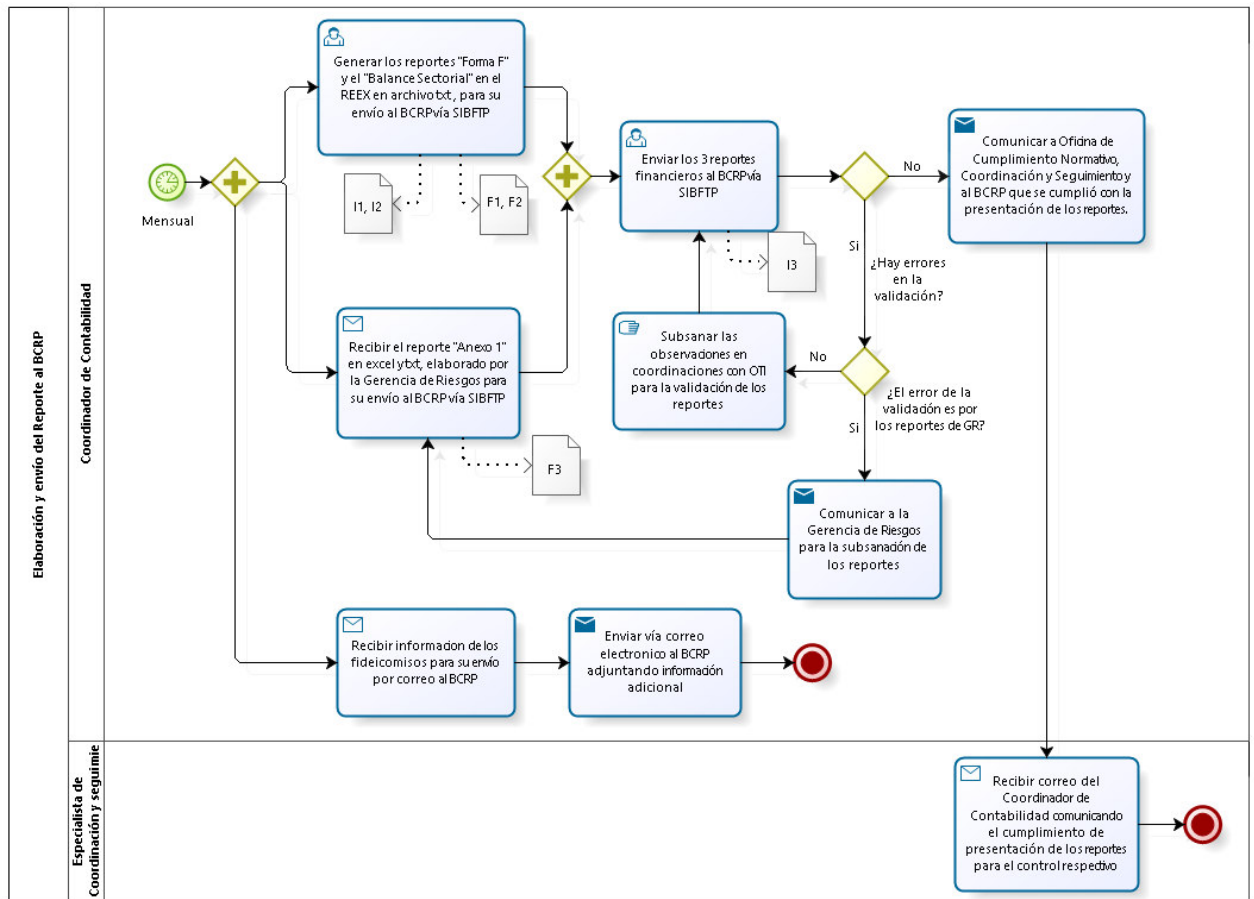 Elaboración y envío del Reporte al BCRP
Coordinador de Contabilidad
Mensual
Generar los reportes "Forma F"
y el "Balance Sectorial" en el
REEX en archivo txt, para su
envío al BCRP vía SIBFTP
I1, I2
F1, F2
Recibir el reporte "Anexo 1"
en excel y txt, elaborado por
la Gerencia de Riesgos para
su envío al BCRP vía SIBFTP
F3
Enviar los 3 reportes
financieros al BCRP vía
SIBFTP
I3
No
Comunicar a Oficina de
Cumplimiento Normativo,
Coordinación y Seguimiento y
al BCRP que se cumplió con la
presentación de los reportes.
Si
¿Hay errores
en la
validación?
Subsanar las
observaciones en
coordinaciones con OTI
para la validación de los
reportes
No
¿El error de la
validación es por
los reportes de GR?
Si
Comunicar a la
Gerencia de Riesgos
para la subsanación de
los reportes
Recibir informacion de los
fideicomisos para su envío
por correo al BCRP
Enviar vía correo
electronico al BCRP
adjuntando información
adicional
Especialista de
Coordinación y seguimie
Recibir correo del
Coordinador de
Contabilidad comunicando
el cumplimiento de
presentación de los reportes
para el control respectivo